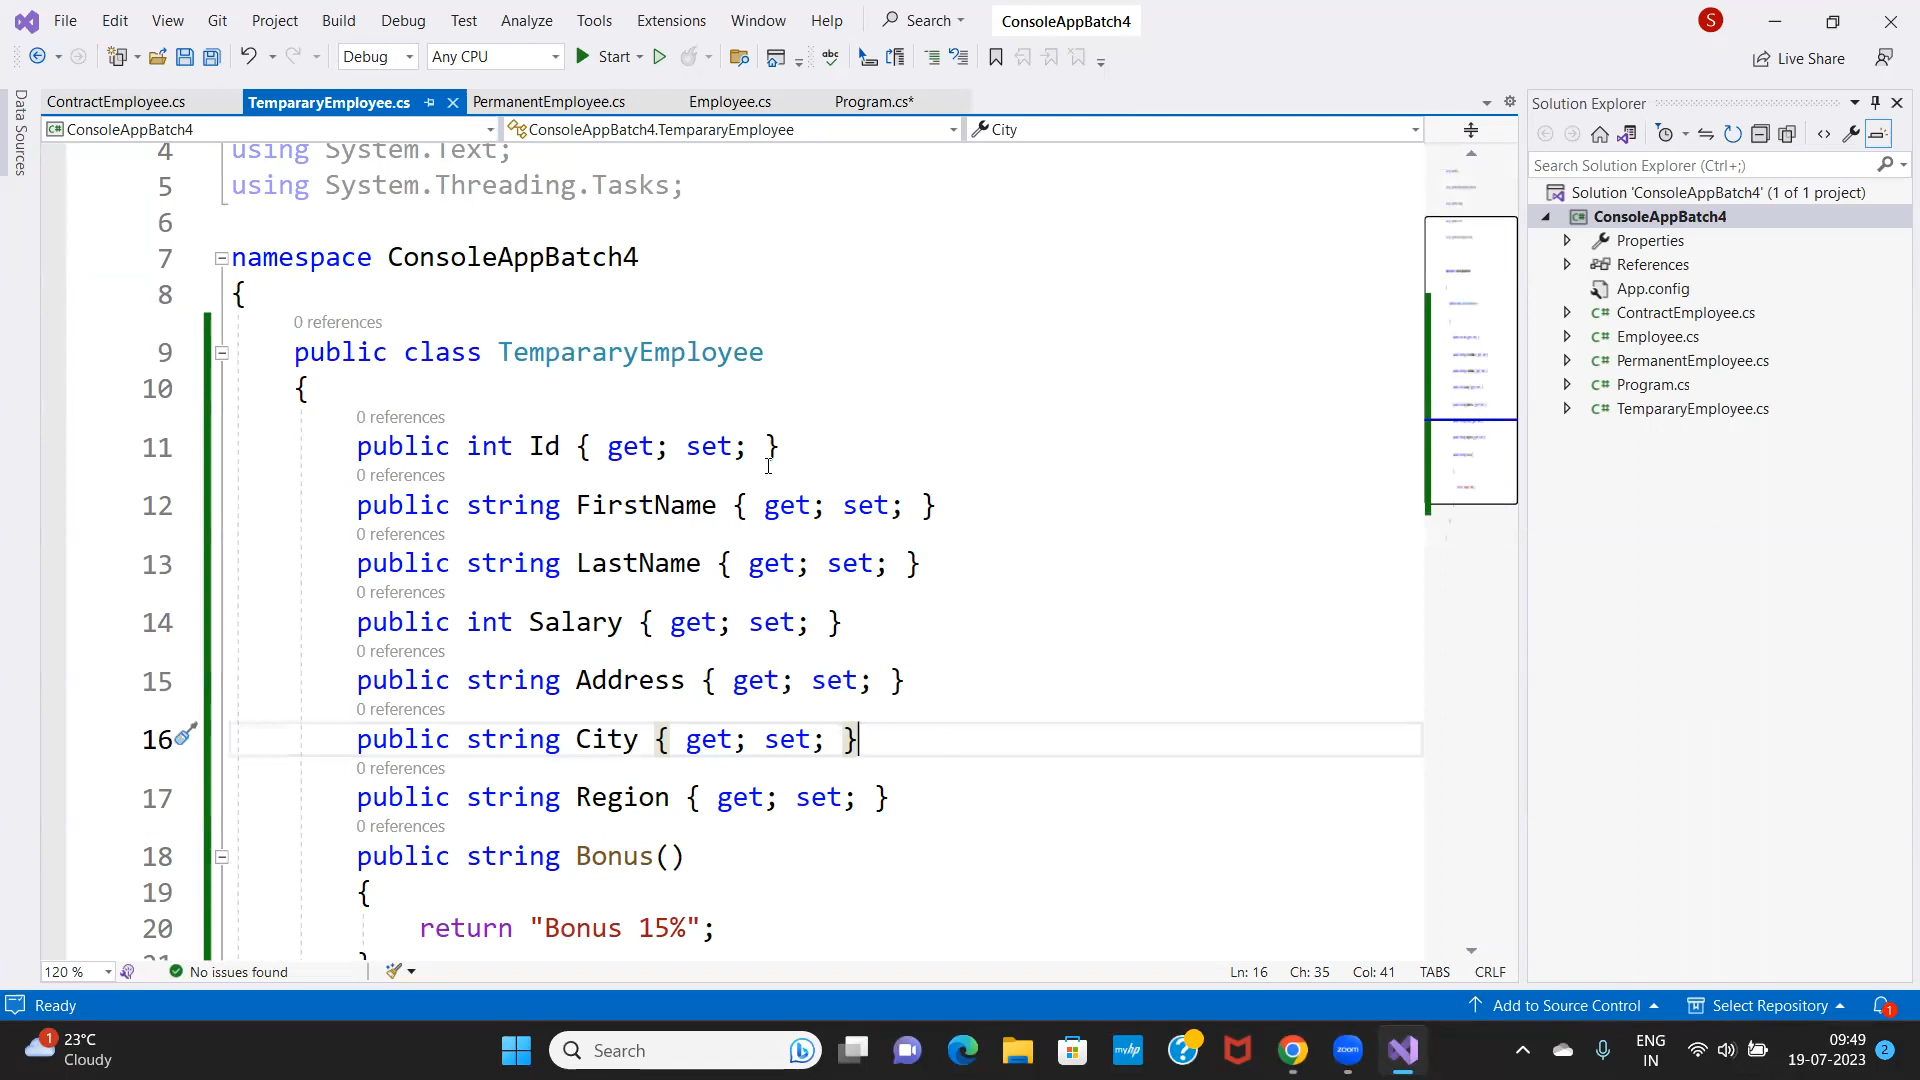 File Edit View Git Project Build Debug Test Analyze Tools Extensions Window Help Search ConsoleAppBatch4 S
Debug Any CPU Start abc Live Share
Data Sources
ContractEmployee.cs TempararyEmployee.cs PermanentEmployee.cs Employee.cs Program.cs*
ConsoleAppBatch4 ConsoleAppBatch4.TempararyEmployee City
4 using System.Text;
5 using System.Threading.Tasks;
6
7 namespace ConsoleAppBatch4
8 {
0 references
9 public class TempararyEmployee
10 {
0 references
11 public int Id { get; set; }
0 references
12 public string FirstName { get; set; }
0 references
13 public string LastName { get; set; }
0 references
14 public int Salary { get; set; }
0 references
15 public string Address { get; set; }
0 references
16 public string City { get; set; }
0 references
17 public string Region { get; set; }
0 references
18 public string Bonus()
19 {
20 return "Bonus 15%";
21 }
120 % No issues found Ln: 16 Ch: 35 Col: 41 TABS CRLF
Solution Explorer
Search Solution Explorer (Ctrl+;)
Solution 'ConsoleAppBatch4' (1 of 1 project)
C# ConsoleAppBatch4
Properties
References
App.config
C# ContractEmployee.cs
C# Employee.cs
C# PermanentEmployee.cs
C# Program.cs
C# TempararyEmployee.cs
Ready Add to Source Control Select Repository 1
1 23°C
Cloudy
Search
myhp
zoom
ENG
IN
09:49
19-07-2023
2